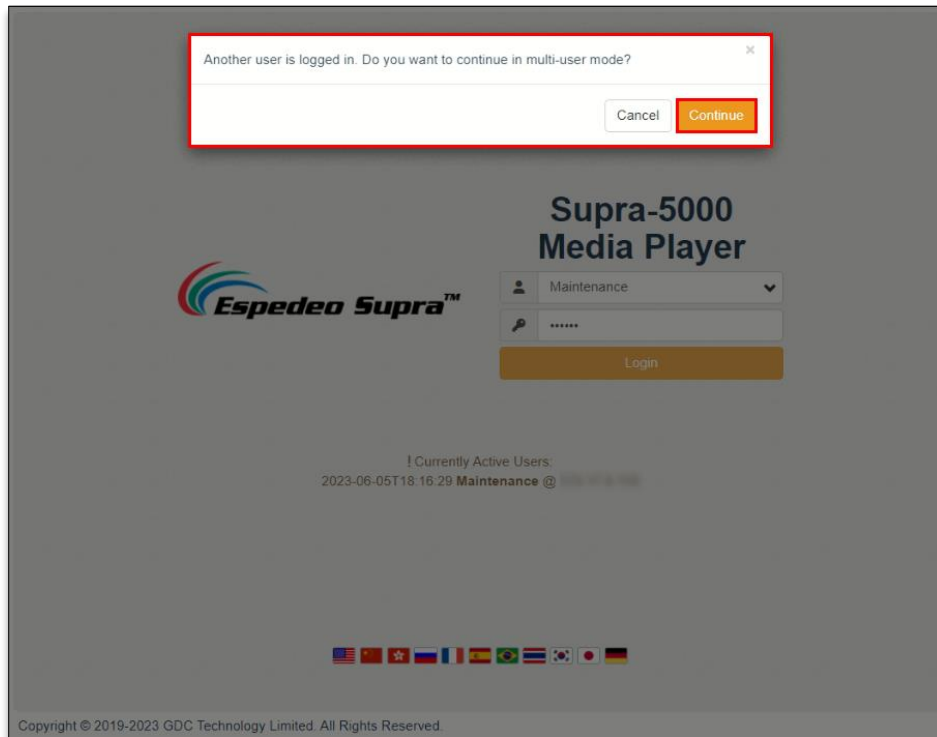 Another user is logged in. Do you want to continue in multi-user mode?
×
Cancel
Continue
Supra-5000
Media Player
Espedeo Supra™
Maintenance
••••••
Login
! Currently Active Users:
2023-06-05T18:16:29 Maintenance @
Copyright © 2019-2023 GDC Technology Limited. All Rights Reserved.